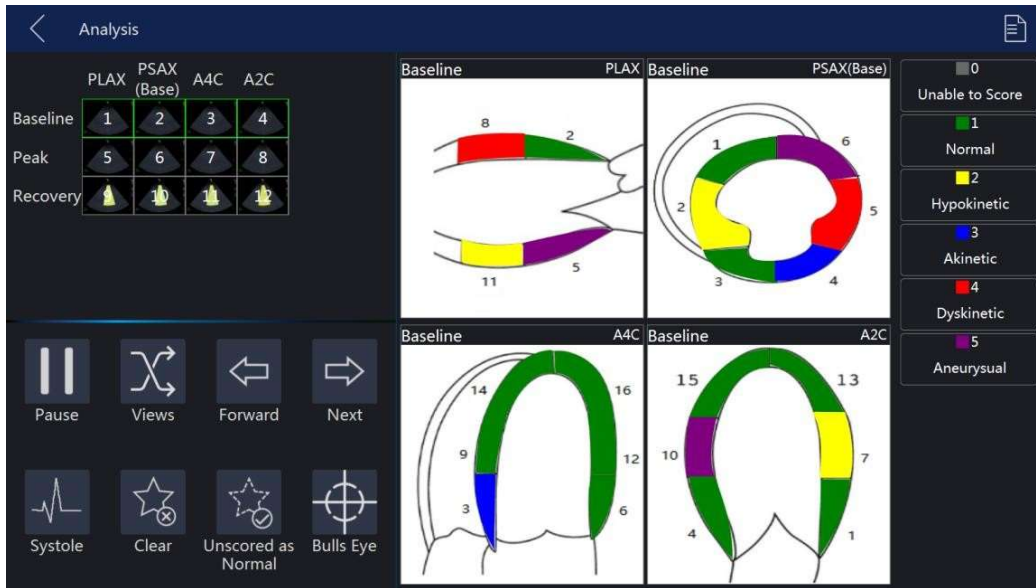 Analysis
PLAX PSAX (Base) A4C A2C
Baseline 1 2 3 4
Peak 5 6 7 8
Recovery 9 10 11 12
Pause Views Forward Next
Systole Clear Unscored as Normal Bulls Eye
Baseline PLAX
8 2
11 5
Baseline PSAX(Base)
1 6
2 5
3 4
Baseline A4C
14 16
9 12
3 6
Baseline A2C
15 13
10 7
4 1
0
Unable to Score
1
Normal
2
Hypokinetic
3
Akinetic
4
Dyskinetic
5
Aneurysual